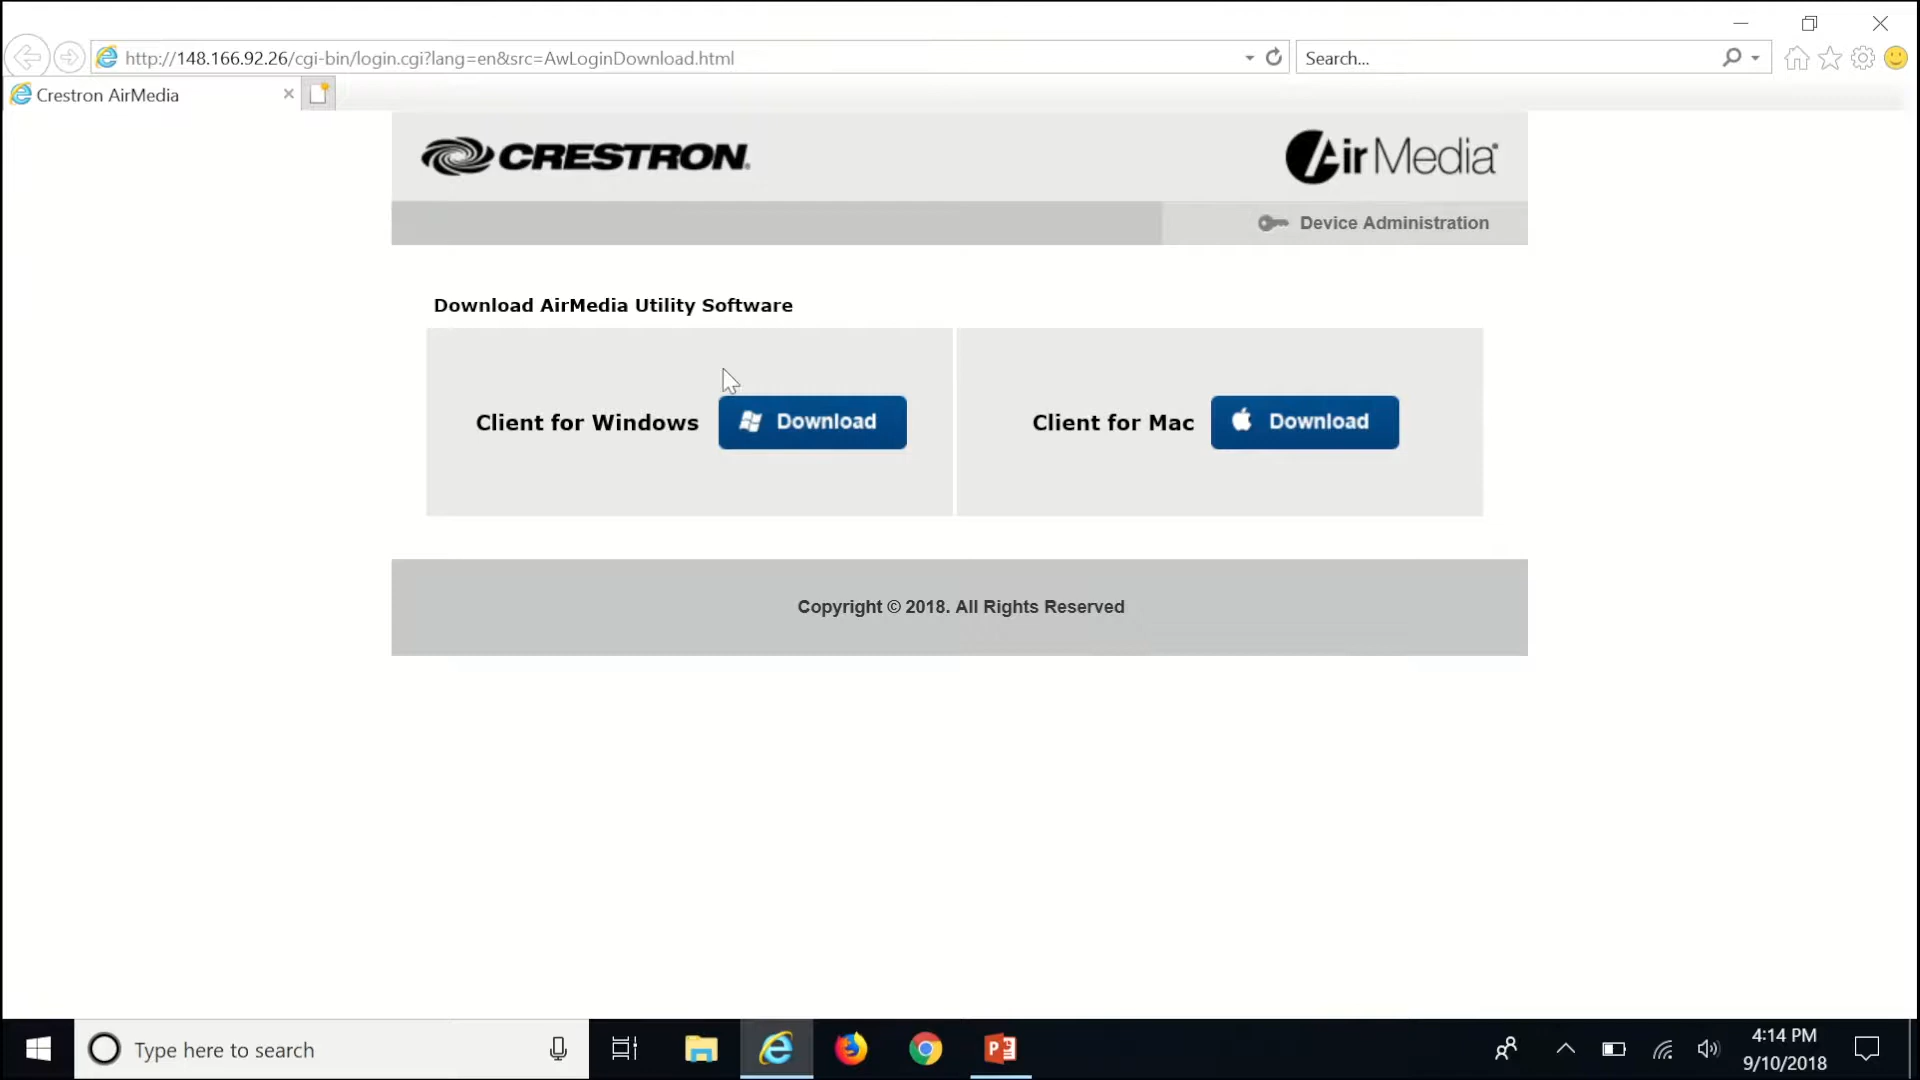 http://148.166.92.26/cgi-bin/login.cgi?lang=en&src=AwLoginDownload.html
Search...
Crestron AirMedia
CRESTRON
AirMedia
Device Administration
Download AirMedia Utility Software
Client for Windows
Download
Client for Mac
Download
Copyright © 2018. All Rights Reserved
Type here to search
4:14 PM
9/10/2018